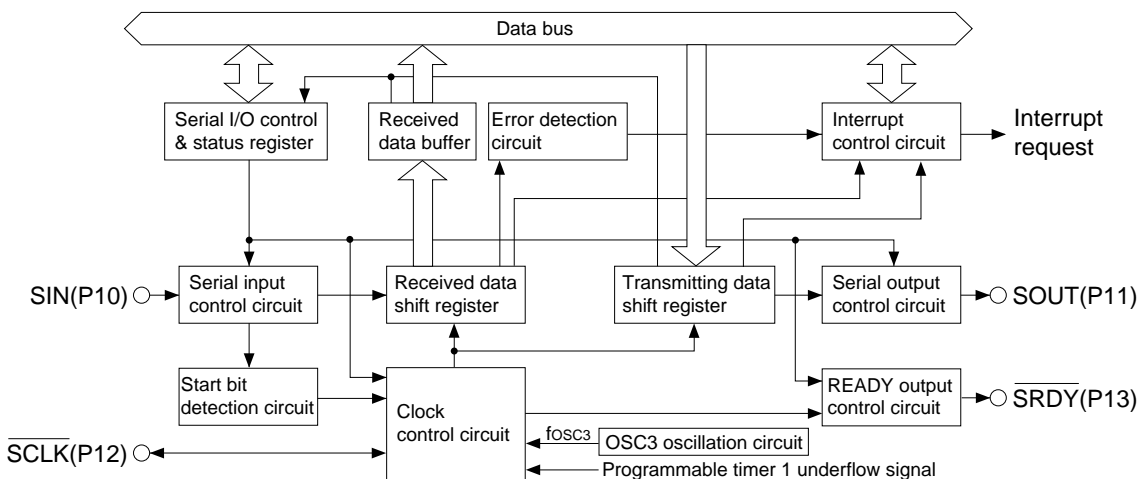 Data bus
Serial I/O control
& status register
Received
data buffer
Error detection
circuit
Interrupt
control circuit
Interrupt
request
SIN(P10)
Serial input
control circuit
Received data
shift register
Transmitting data
shift register
Serial output
control circuit
SOUT(P11)
Start bit
detection circuit
Clock
control circuit
READY output
control circuit
SRDY(P13)
SCLK(P12)
fOSC3
OSC3 oscillation circuit
Programmable timer 1 underflow signal